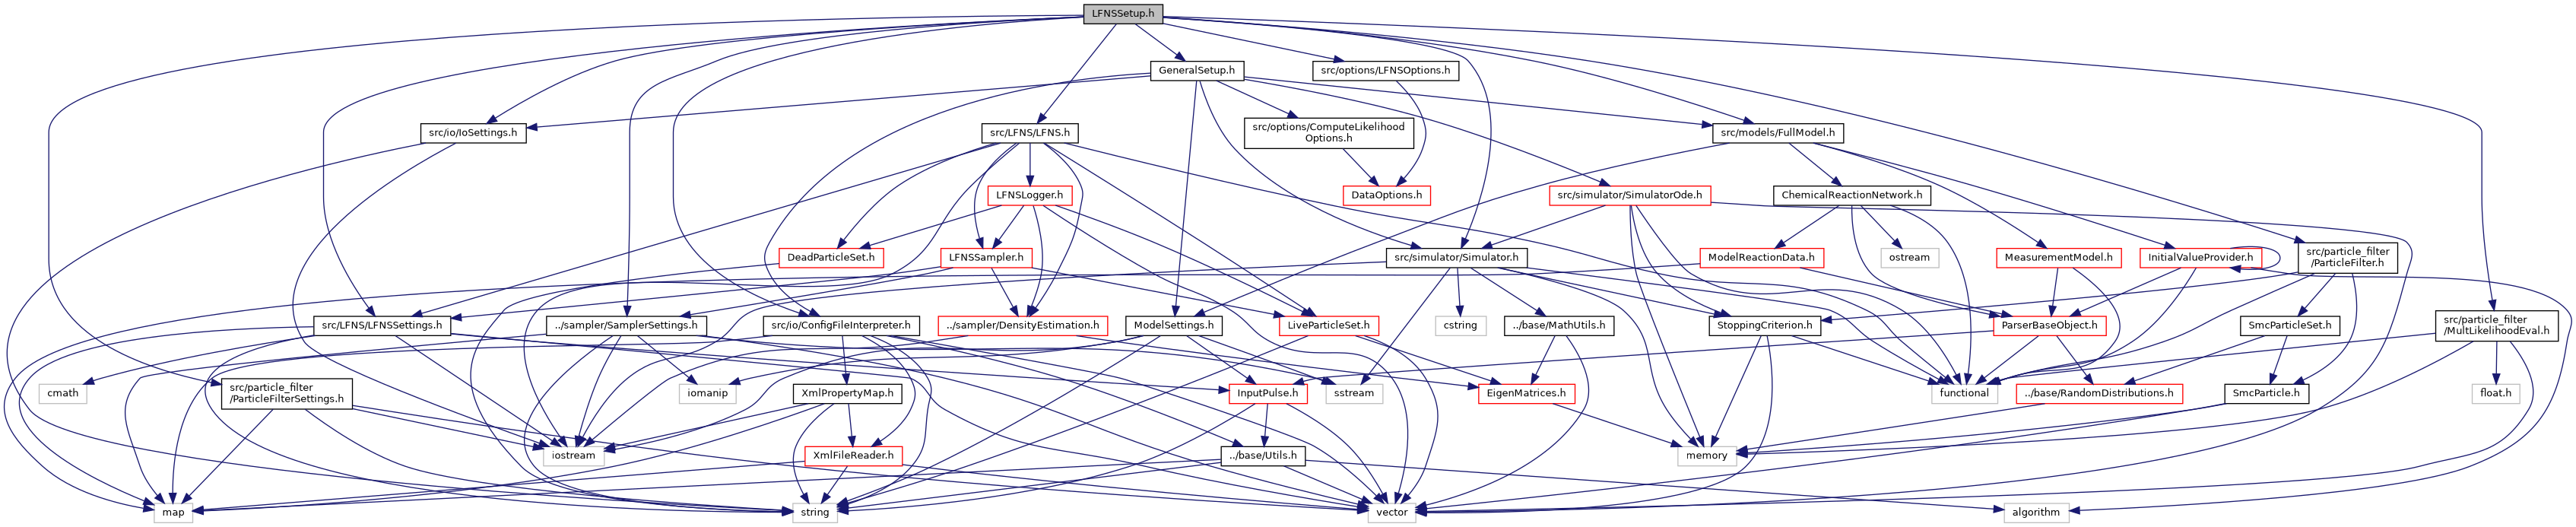 LFNSSetup.h
GeneralSetup.h
src/options/LFNSOptions.h
src/io/IoSettings.h
src/LFNS/LFNS.h
src/options/ComputeLikelihood
Options.h
src/models/FullModel.h
LFNSLogger.h
DataOptions.h
src/simulator/SimulatorOde.h
ChemicalReactionNetwork.h
DeadParticleSet.h
LFNSSampler.h
src/simulator/Simulator.h
ModelReactionData.h
ostream
MeasurementModel.h
InitialValueProvider.h
src/particle_filter
/ParticleFilter.h
src/LFNS/LFNSSettings.h
../sampler/SamplerSettings.h
src/io/ConfigFileInterpreter.h
../sampler/DensityEstimation.h
ModelSettings.h
LiveParticleSet.h
cstring
../base/MathUtils.h
StoppingCriterion.h
ParserBaseObject.h
SmcParticleSet.h
src/particle_filter
/MultLikelihoodEval.h
cmath
src/particle_filter
/ParticleFilterSettings.h
iomanip
XmlPropertyMap.h
InputPulse.h
sstream
EigenMatrices.h
functional
../base/RandomDistributions.h
SmcParticle.h
float.h
iostream
XmlFileReader.h
../base/Utils.h
memory
map
string
vector
algorithm